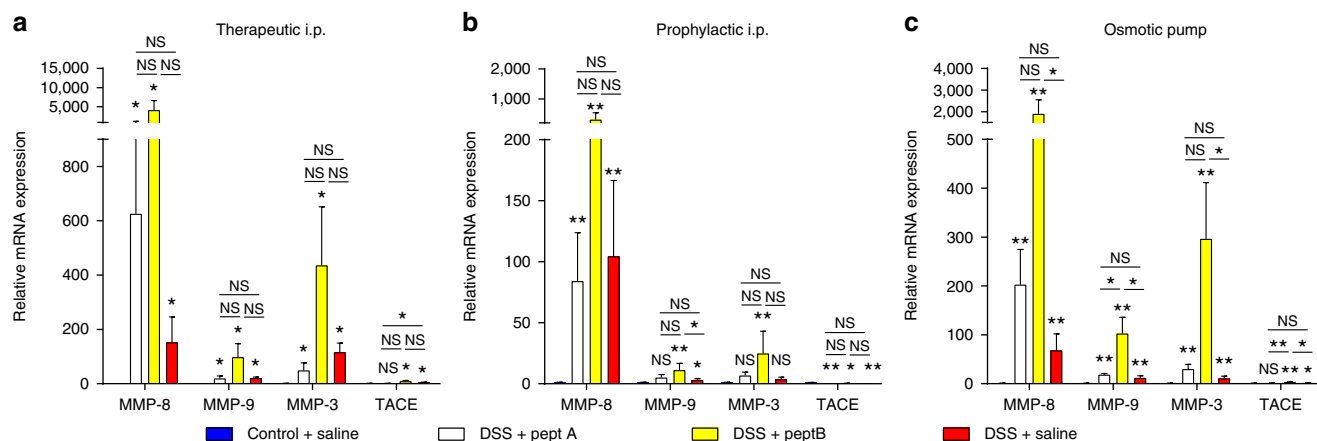 a
Therapeutic i.p.
Relative mRNA expression
15,000
10,000
5,000
800
600
400
200
0
NS
NS NS
* *
*
NS
NS NS
* * *
NS
NS NS
* * *
*
NS NS
NS * *
MMP-8 MMP-9 MMP-3 TACE
b
Prophylactic i.p.
Relative mRNA expression
2,000
1,000
200
150
100
50
0
NS
NS NS
**
** **
NS
NS *
NS ** *
NS
NS NS
**
NS NS
NS
NS NS
** * **
MMP-8 MMP-9 MMP-3 TACE
c
Osmotic pump
Relative mRNA expression
4,000
3,000
2,000
500
400
300
200
100
0
NS
NS *
**
** **
NS
* *
** ** **
NS
NS *
**
** **
NS
** *
NS ** *
MMP-8 MMP-9 MMP-3 TACE
Control + saline DSS + pept A DSS + peptB DSS + saline